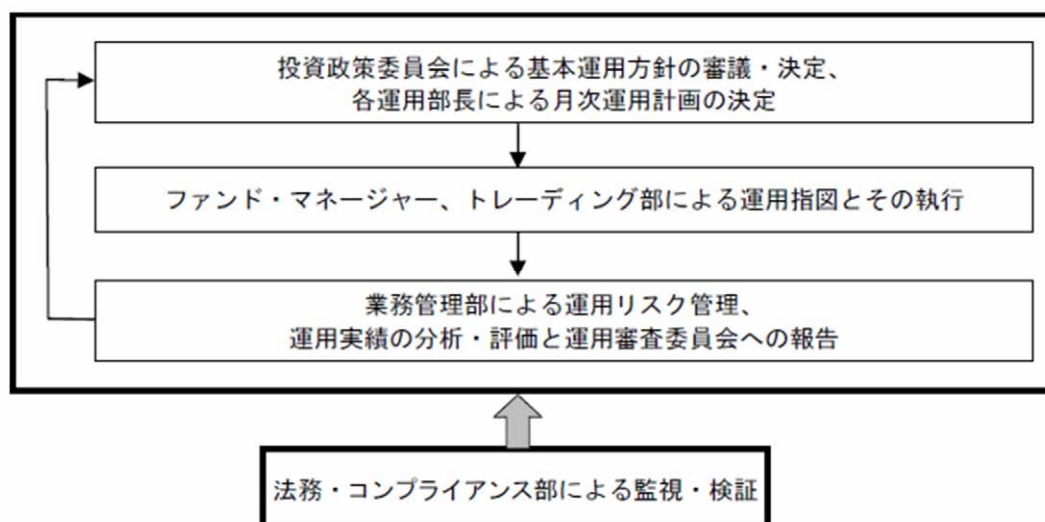 投資政策委員会による基本運用方針の審議・決定、
各運用部長による月次運用計画の決定
ファンド・マネージャー、トレーディング部による運用指図とその執行
業務管理部による運用リスク管理、
運用実績の分析・評価と運用審査委員会への報告
法務・コンプライアンス部による監視・検証